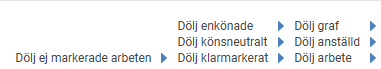 Dölj enkönade Dölj graf
Dölj könsneutralt Dölj anställd
Dölj ej markerade arbeten Dölj klarmarkerat Dölj arbete